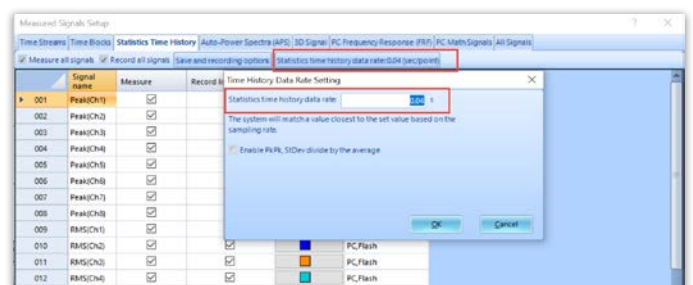 Measured Signals Setup
Time Streams Time Blocks Statistics Time History Auto-Power Spectra (APS) 3D Signal PC Frequency Response (FRF) PC Math Signals All Signals
Measure all signals Record all signals Save and recording options Statistics time history data rate:0.04 (sec/point)
Signal name Measure Record li
Time History Data Rate Setting
Statistics time history data rate: 0.04 s
The system will match a value closest to the set value based on the
sampling rate.
Enable PkPk, StDev divide by the average
OK Cancel
001 Peak(Ch1)
002 Peak(Ch2)
003 Peak(Ch3)
004 Peak(Ch4)
005 Peak(Ch5)
006 Peak(Ch6)
007 Peak(Ch7)
008 Peak(Ch8)
009 RMS(Ch1)
010 RMS(Ch2) PC,Flash
011 RMS(Ch3) PC,Flash
012 RMS(Ch4) PC,Flash